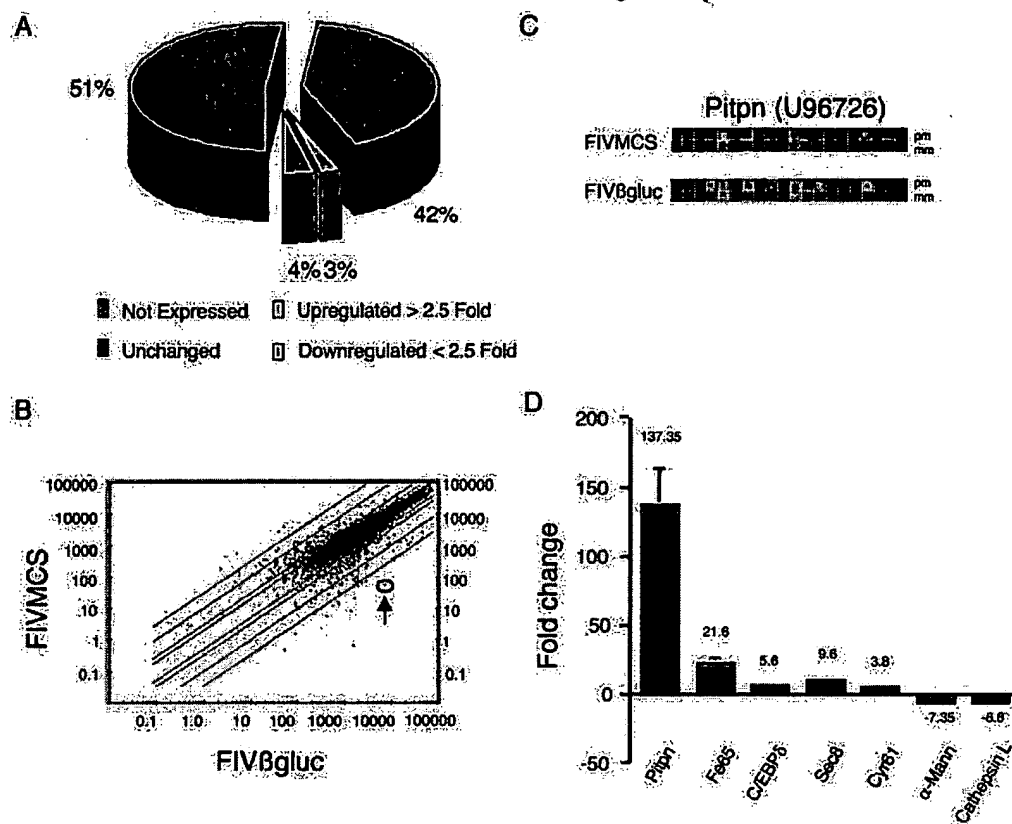 A
51%
42%
4% 3%
Not Expressed
Upregulated > 2.5 Fold
Unchanged
Downregulated < 2.5 Fold
B
100000
10000
1000
100
10
1
0.1
FIVMCS
100000
10000
1000
100
10
1
0.1
0.1 1.0 10 100 1000 10000 100000
FIVßgluc
C
Pitpn (U96726)
FIVMCS
pm
mm
FIVßgluc
pm
mm
D
Fold change
200
150
100
50
0
-50
137.35
21.6
5.6
9.6
3.8
-7.35
-6.6
Pitpn
Fe65
C/EBPδ
Sec8
Cyr61
α-Mann
Cathepsin L